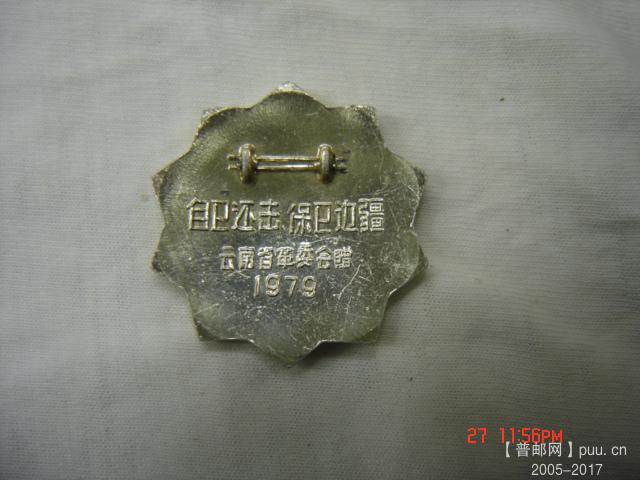 自卫还击 保卫边疆
云南省革委会赠
1979
27 11:56PM
【普邮网】puu.cn
2005-2017